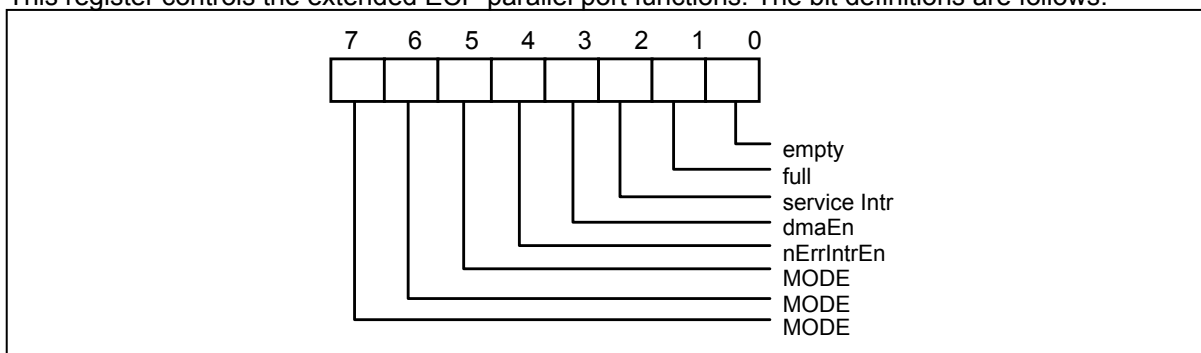 This register controls the extended ECP parallel port functions. The bit definitions are follows:
7 6 5 4 3 2 1 0
empty
full
service Intr
dmaEn
nErrIntrEn
MODE
MODE
MODE